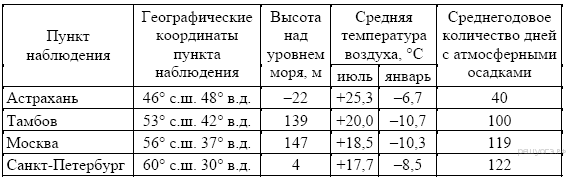 Пункт наблюдения
Географические координаты пункта наблюдения
Высота над уровнем моря, м
Средняя температура воздуха, °С
июль январь
Среднегодовое количество дней с атмосферными осадками
Астрахань 46° с.ш. 48° в.д. –22 +25,3 –6,7 40
Тамбов 53° с.ш. 42° в.д. 139 +20,0 –10,7 100
Москва 56° с.ш. 37° в.д. 147 +18,5 –10,3 119
Санкт-Петербург 60° с.ш. 30° в.д. 4 +17,7 –8,5 122